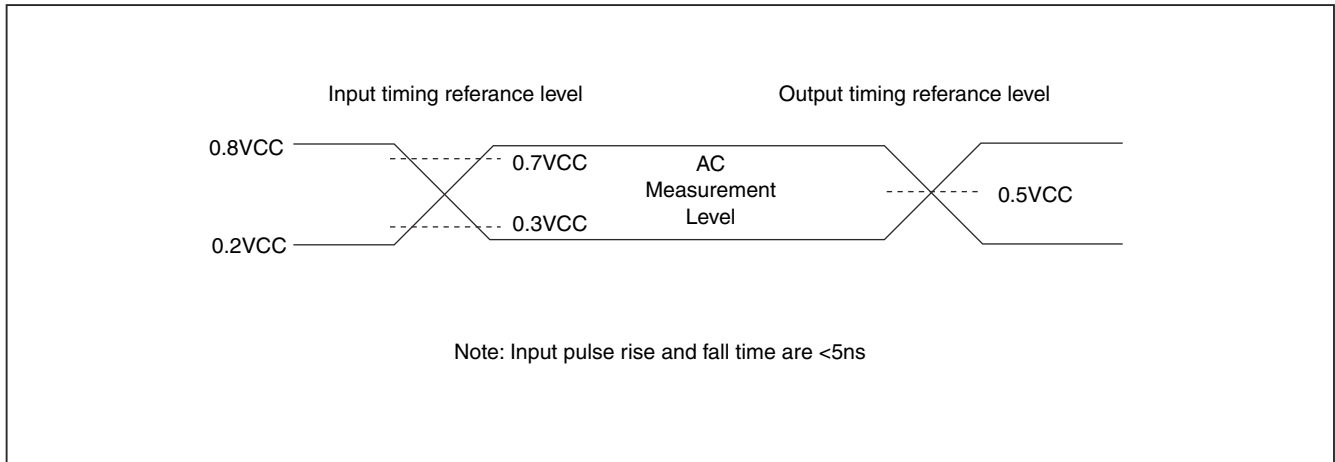 Input timing referance level
Output timing referance level
0.8VCC
0.7VCC
AC
Measurement
Level
0.5VCC
0.3VCC
0.2VCC
Note: Input pulse rise and fall time are <5ns